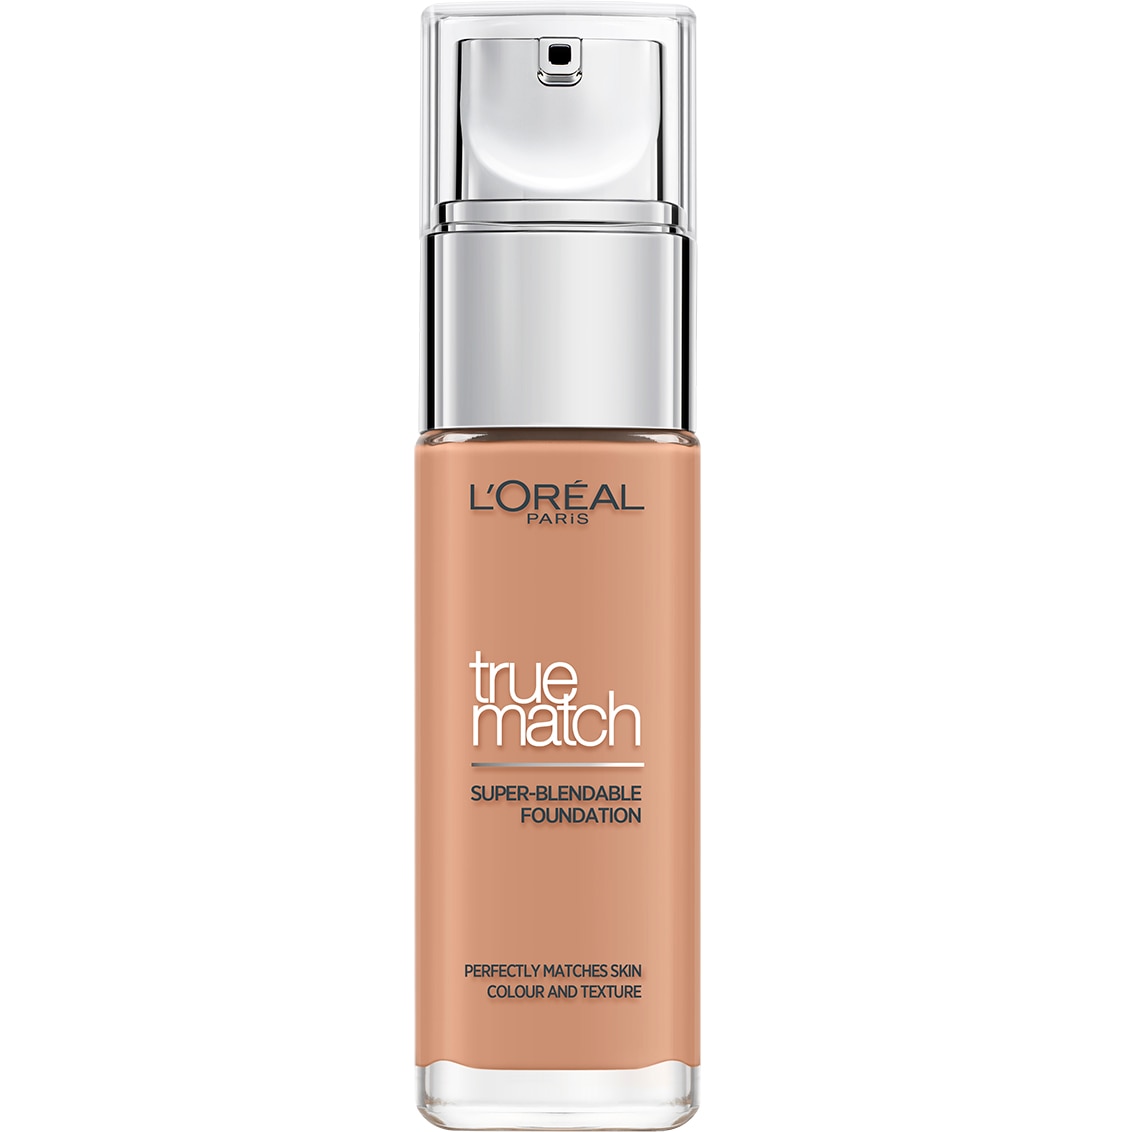 L'ORÉAL
PARiS
true
match
SUPER-BLENDABLE
FOUNDATION
PERFECTLY MATCHES SKIN
COLOUR AND TEXTURE